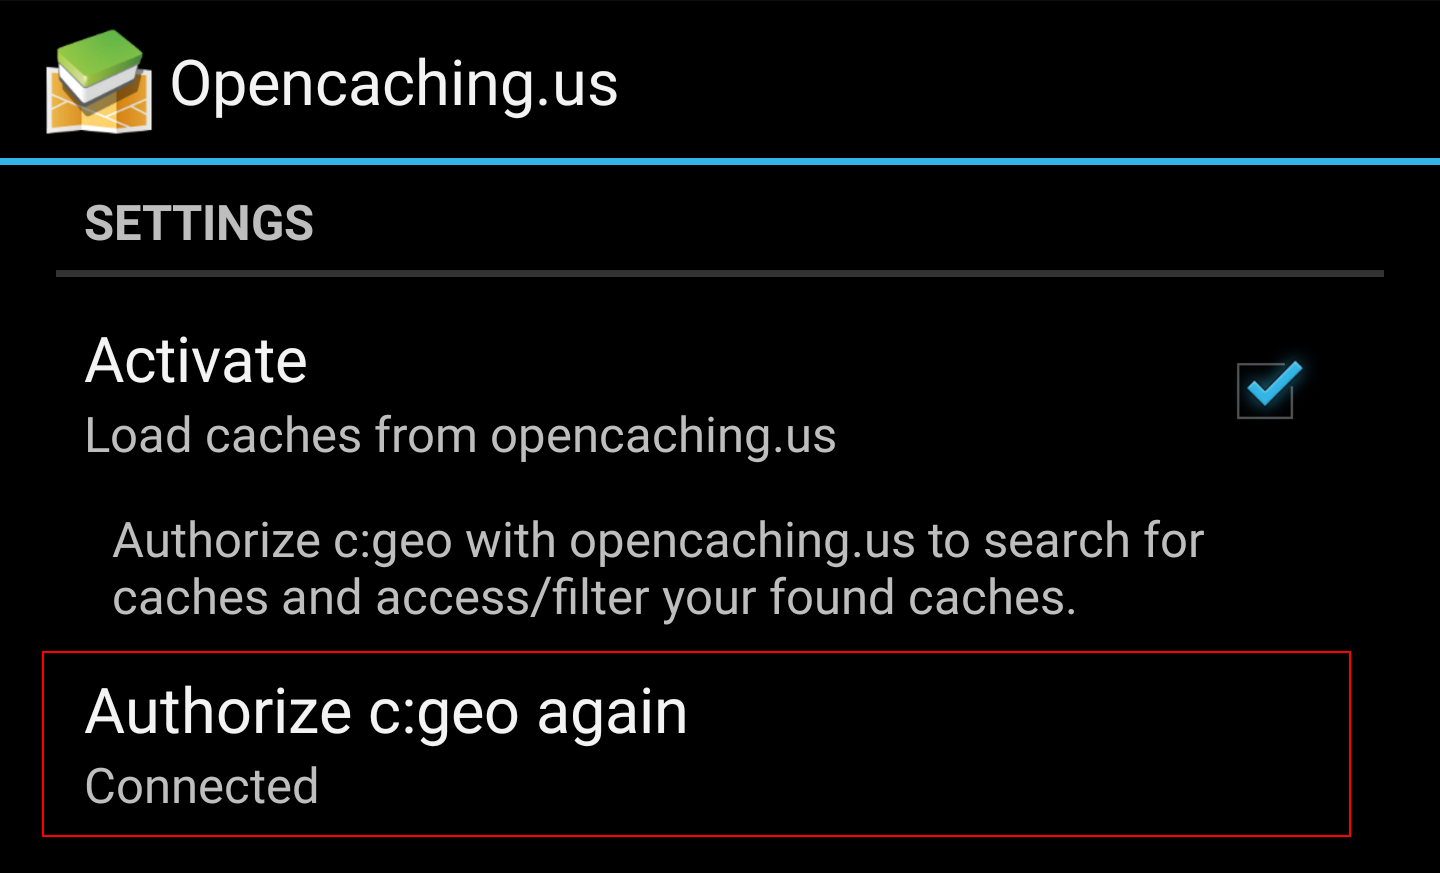 Opencaching.us
SETTINGS
Activate
Load caches from opencaching.us
Authorize c:geo with opencaching.us to search for
caches and access/filter your found caches.
Authorize c:geo again
Connected